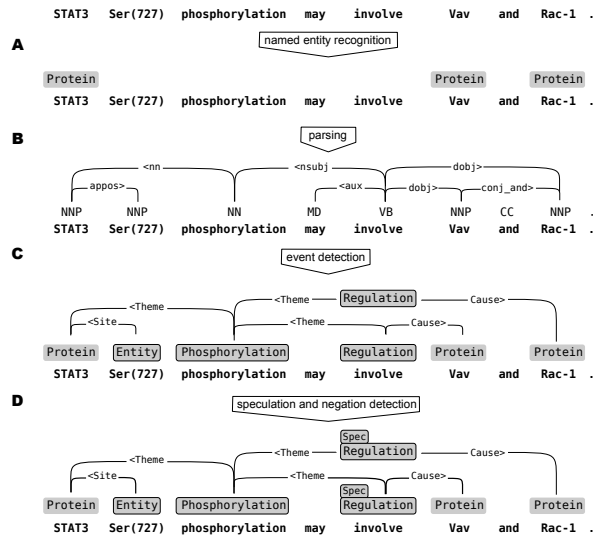 STAT3 Ser(727) phosphorylation may involve Vav and Rac-1 .
A
named entity recognition
Protein Protein Protein
STAT3 Ser(727) phosphorylation may involve Vav and Rac-1 .
B
parsing
<nn <nsubj dobj>
appos> <aux dobj> conj_and>
NNP NNP NN MD VB NNP CC NNP .
STAT3 Ser(727) phosphorylation may involve Vav and Rac-1 .
C
event detection
<Theme Regulation Cause>
<Theme
<Site <Theme Cause>
Protein Entity Phosphorylation Regulation Protein Protein
STAT3 Ser(727) phosphorylation may involve Vav and Rac-1 .
D
speculation and negation detection
Spec
<Theme Regulation Cause>
<Theme
<Site <Theme Cause>
Spec
Protein Entity Phosphorylation Regulation Protein Protein
STAT3 Ser(727) phosphorylation may involve Vav and Rac-1 .